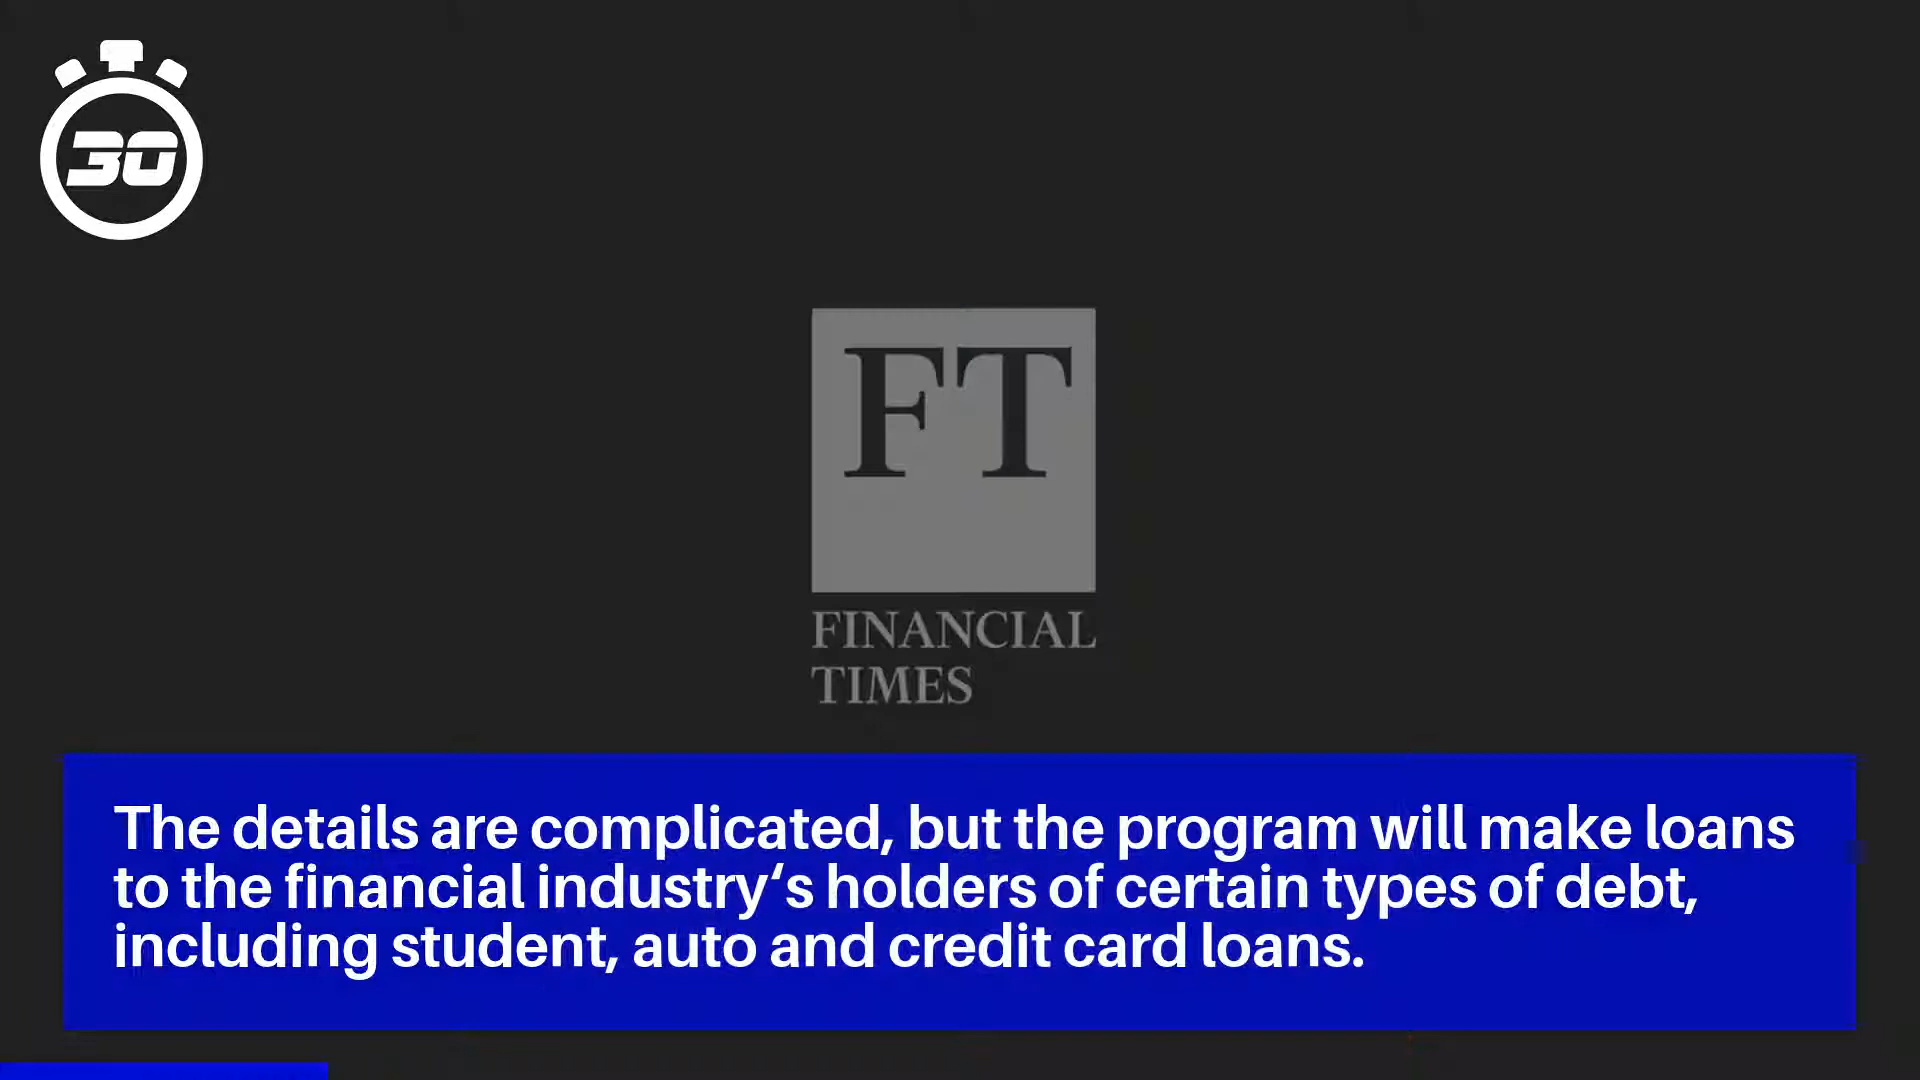 30
FT
FINANCIAL
TIMES
The details are complicated, but the program will make loans
to the financial industry‘s holders of certain types of debt,
including student, auto and credit card loans.